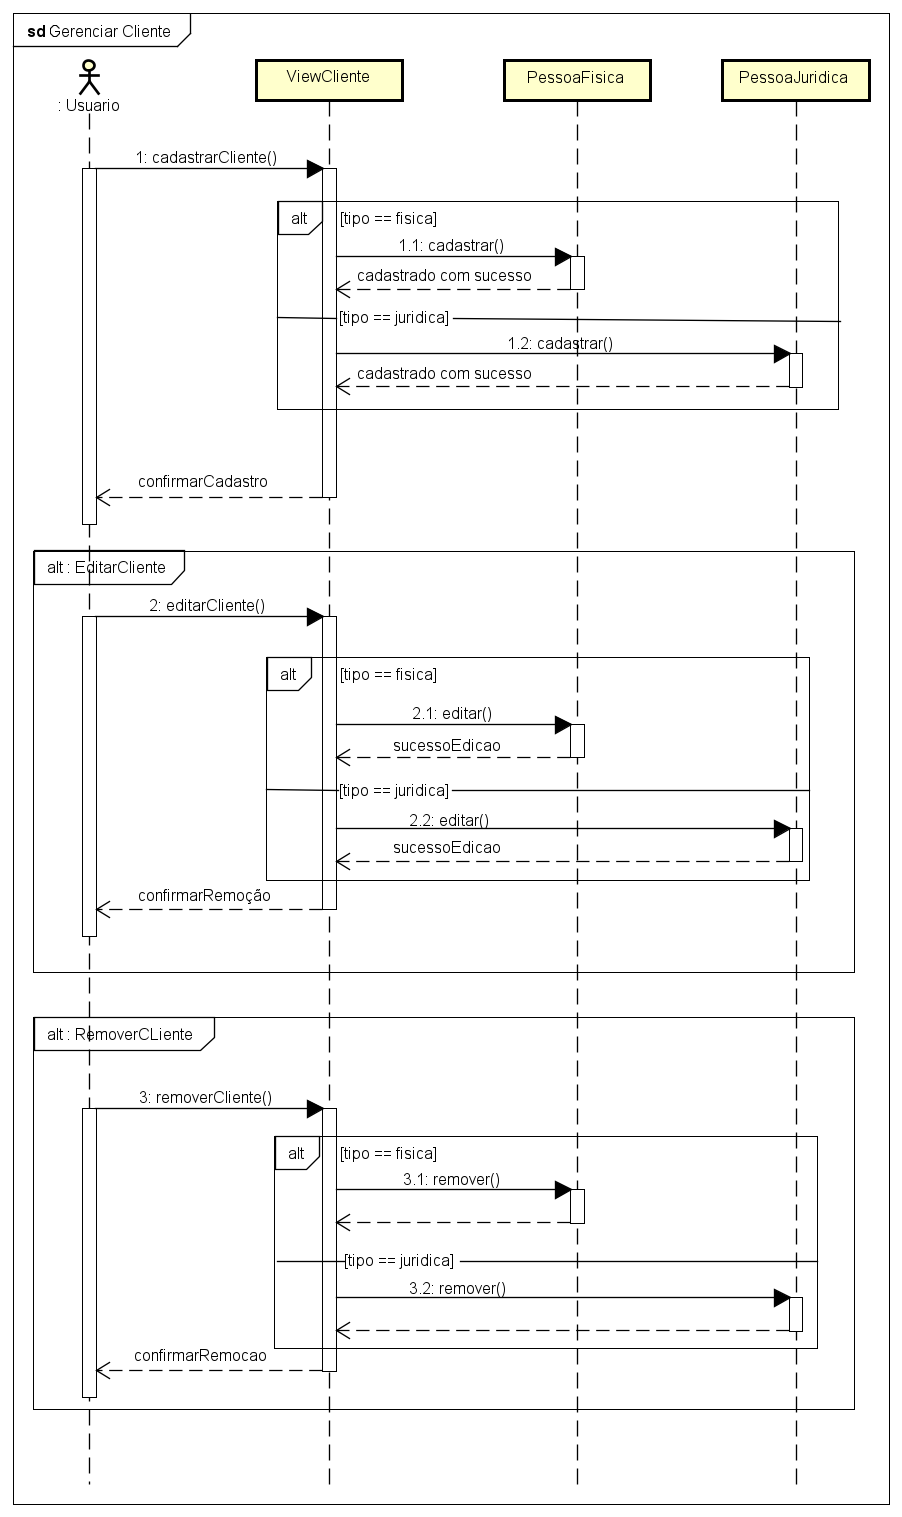 sd Gerenciar Cliente
: Usuario
ViewCliente
PessoaFisica
PessoaJuridica
1: cadastrarCliente()
alt
[tipo == fisica]
1.1: cadastrar()
cadastrado com sucesso
[tipo == juridica]
1.2: cadastrar()
cadastrado com sucesso
confirmarCadastro
alt : EditarCliente
2: editarCliente()
alt
[tipo == fisica]
2.1: editar()
sucessoEdicao
[tipo == juridica]
2.2: editar()
sucessoEdicao
confirmarRemoção
alt : RemoverCLiente
3: removerCliente()
alt
[tipo == fisica]
3.1: remover()
[tipo == juridica]
3.2: remover()
confirmarRemocao